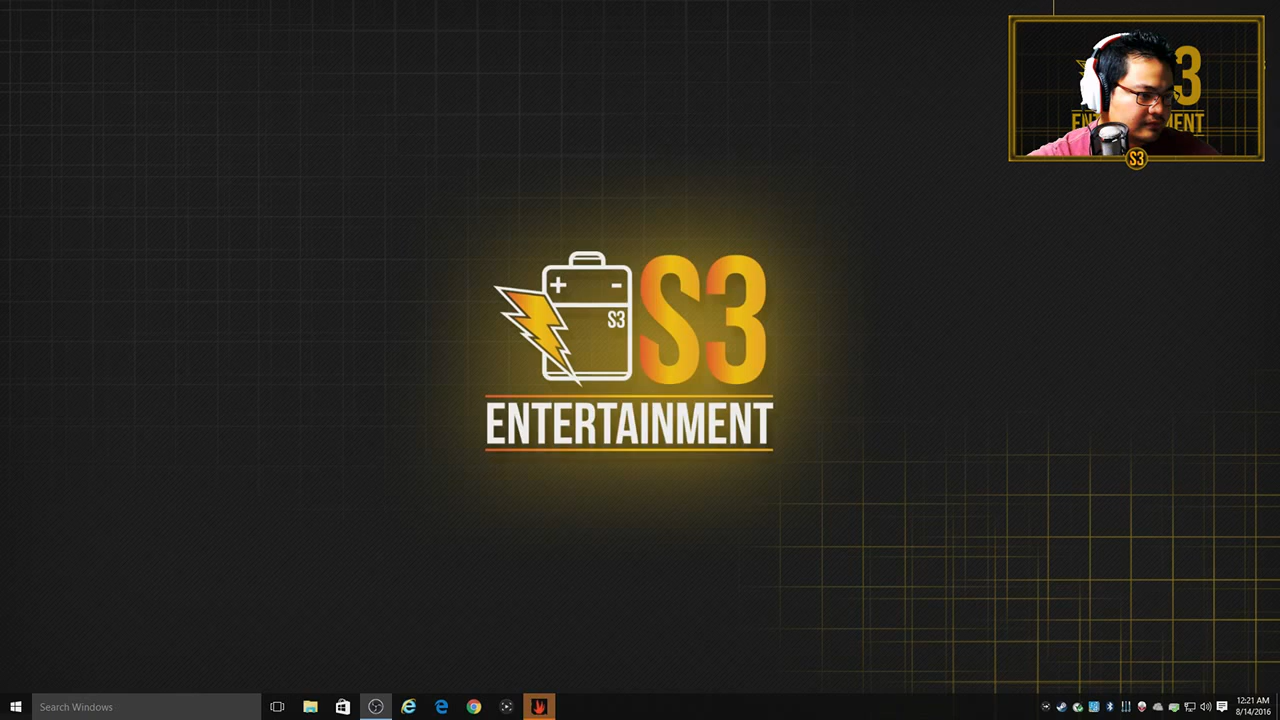 S3
ENTERTAINMENT
S3
+ -
S3
S3
ENTERTAINMENT
Search Windows
12:21 AM
8/14/2016